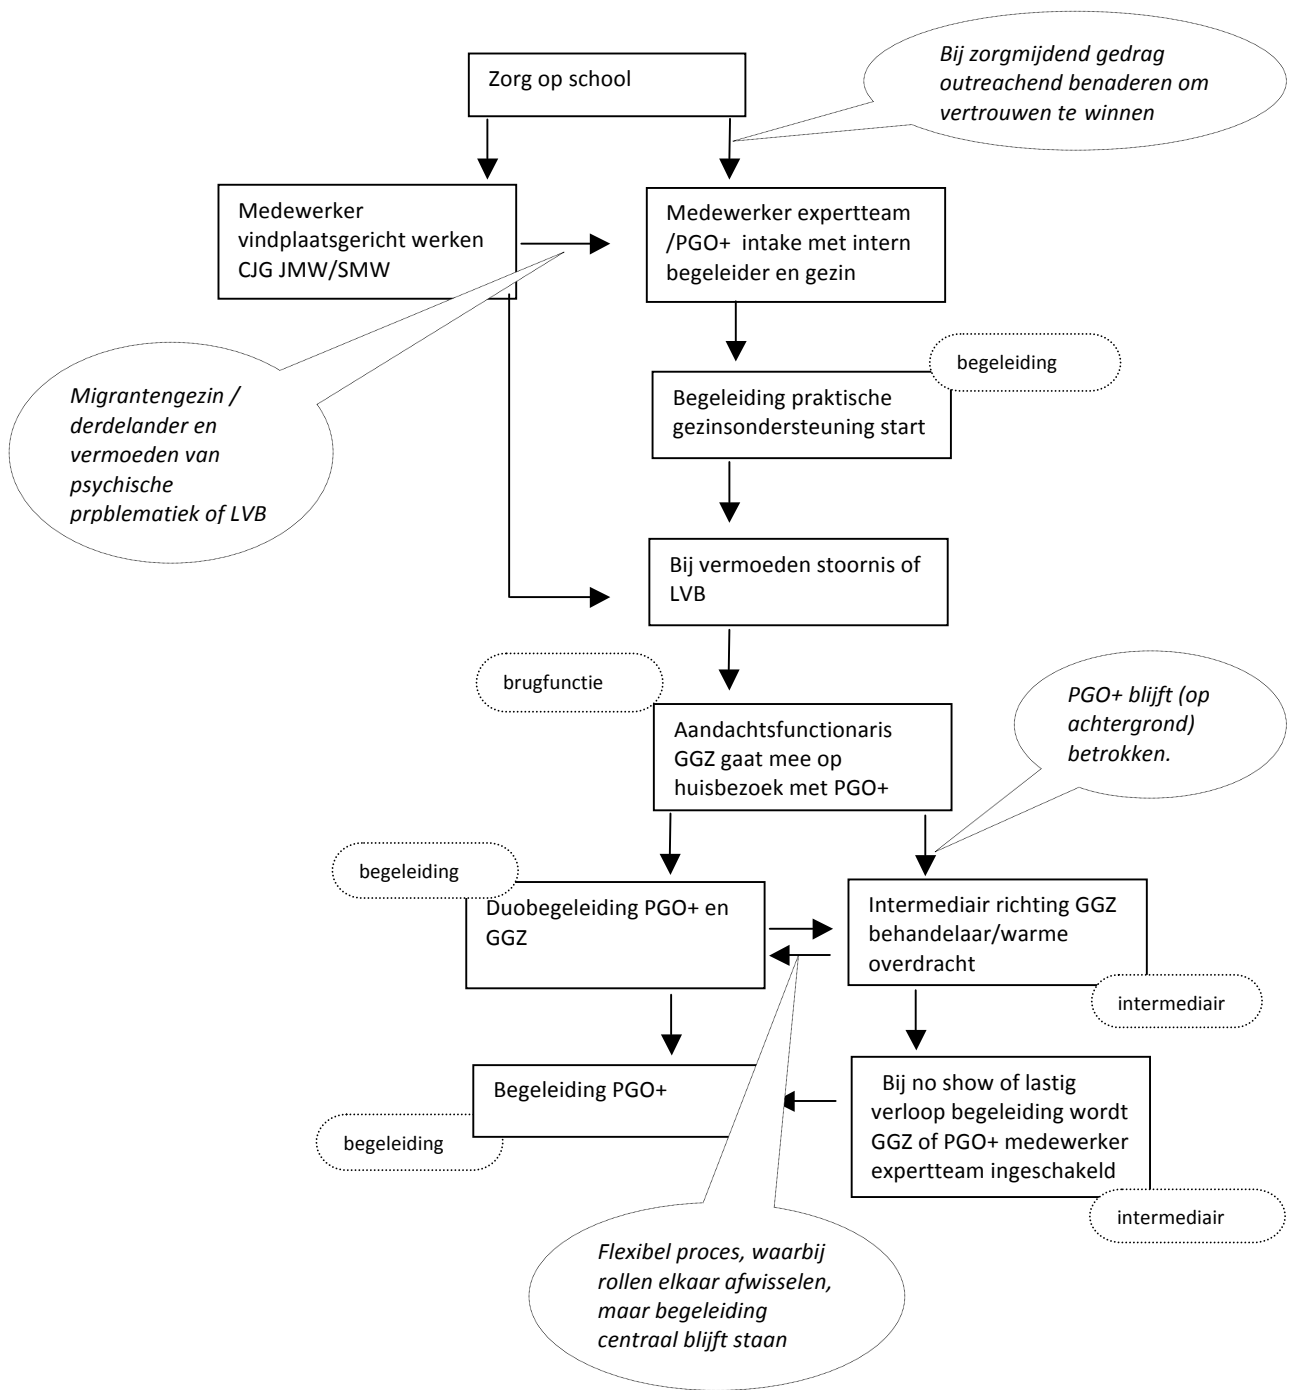 Zorg op school
Bij zorgmijdend gedrag
outreachend benaderen om
vertrouwen te winnen
Medewerker
vindplaatsgericht werken
CJG JMW/SMW
Medewerker expertteam
/PGO+ intake met intern
begeleider en gezin
begeleiding
Migrantengezin /
derdelander en
vermoeden van
psychische
prpblematiek of LVB
Begeleiding praktische
gezinsondersteuning start
Bij vermoeden stoornis of
LVB
brugfunctie
Aandachtsfunctionaris
GGZ gaat mee op
huisbezoek met PGO+
PGO+ blijft (op
achtergrond)
betrokken.
begeleiding
Duobegeleiding PGO+ en
GGZ
Intermediair richting GGZ
behandelaar/warme
overdracht
intermediair
Begeleiding PGO+
begeleiding
Bij no show of lastig
verloop begeleiding wordt
GGZ of PGO+ medewerker
expertteam ingeschakeld
intermediair
Flexibel proces, waarbij
rollen elkaar afwisselen,
maar begeleiding
centraal blijft staan